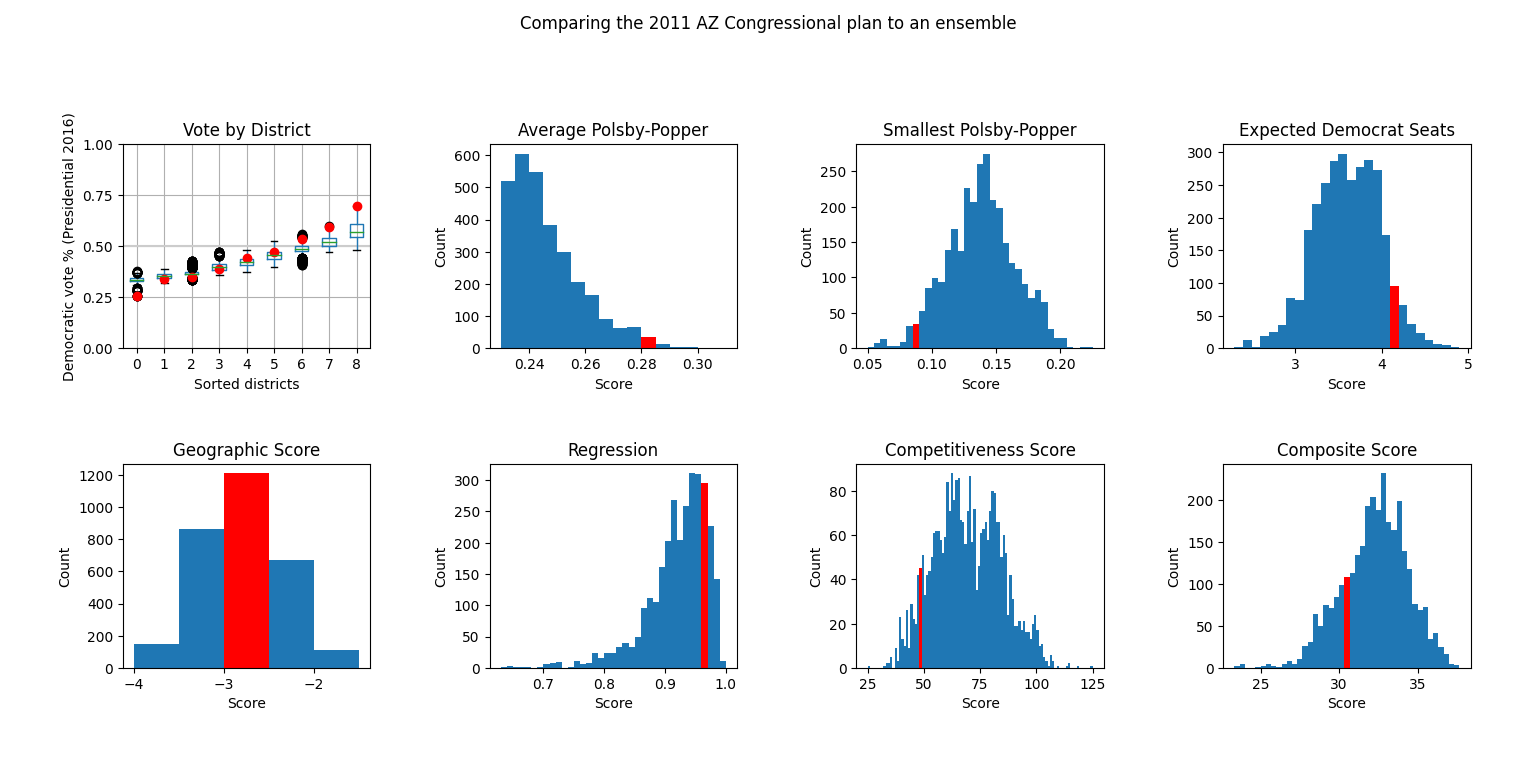 Comparing the 2011 AZ Congressional plan to an ensemble
Vote by District
Democratic vote % (Presidential 2016)
1.00
0.75
0.50
0.25
0.00
0 1 2 3 4 5 6 7 8
Sorted districts
Average Polsby-Popper
Count
600
500
400
300
200
100
0
0.24 0.26 0.28 0.30
Score
Smallest Polsby-Popper
Count
250
200
150
100
50
0
0.05 0.10 0.15 0.20
Score
Expected Democrat Seats
Count
300
250
200
150
100
50
0
3 4 5
Score
Geographic Score
Count
1200
1000
800
600
400
200
0
−4 −3 −2
Score
Regression
Count
300
250
200
150
100
50
0
0.7 0.8 0.9 1.0
Score
Competitiveness Score
Count
80
60
40
20
0
25 50 75 100 125
Score
Composite Score
Count
200
150
100
50
0
25 30 35
Score